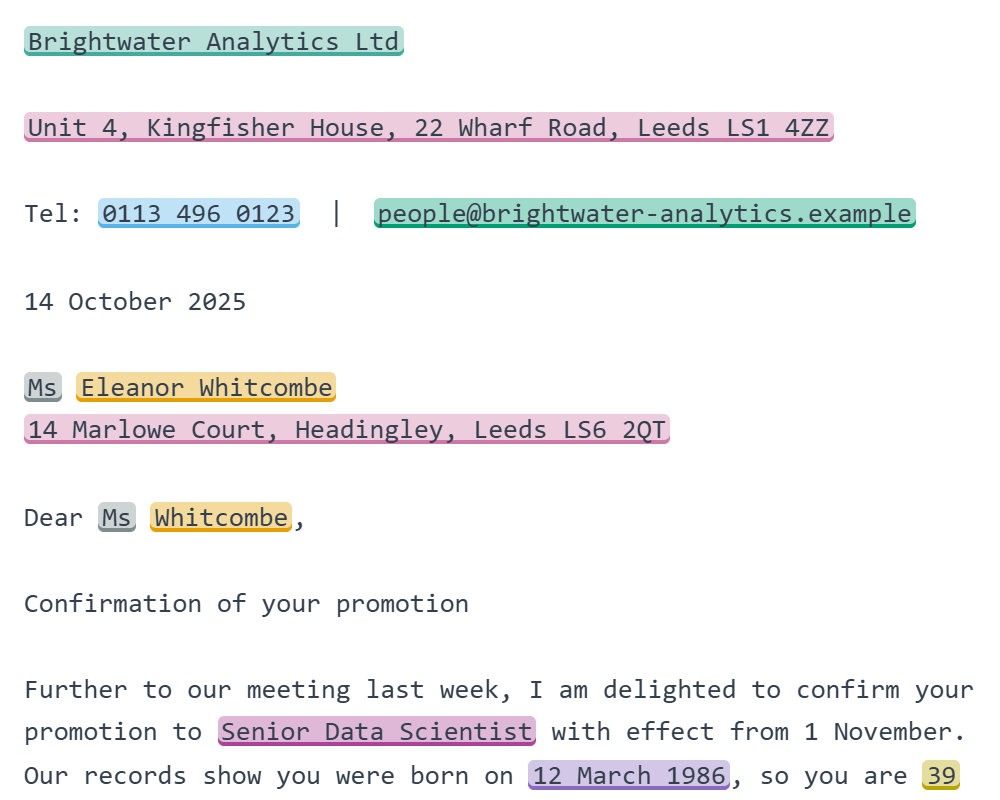 Brightwater Analytics Ltd
Unit 4, Kingfisher House, 22 Wharf Road, Leeds LS1 4ZZ
Tel: 0113 496 0123 | people@brightwater-analytics.example
14 October 2025
Ms Eleanor Whitcombe
14 Marlowe Court, Headingley, Leeds LS6 2QT
Dear Ms Whitcombe,
Confirmation of your promotion
Further to our meeting last week, I am delighted to confirm your
promotion to Senior Data Scientist with effect from 1 November.
Our records show you were born on 12 March 1986, so you are 39